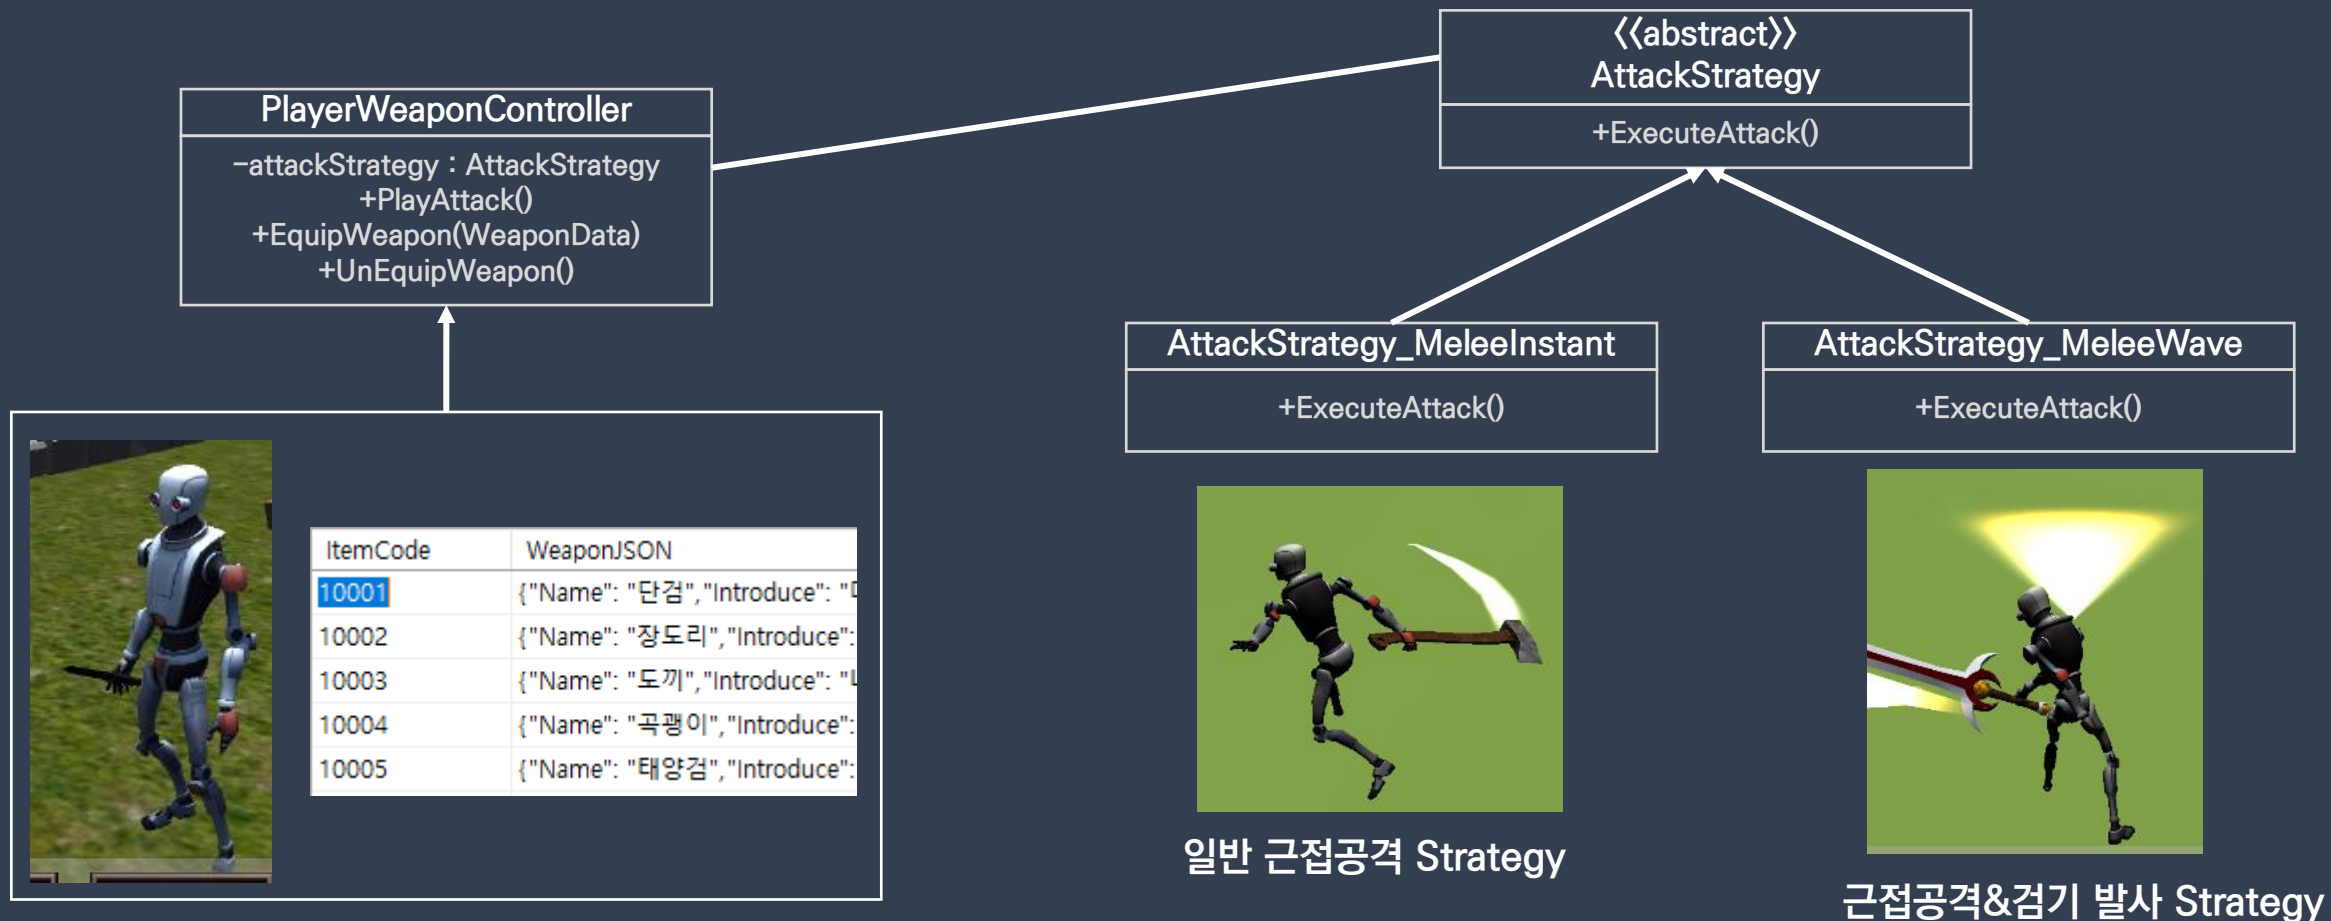 PlayerWeaponController
-attackStrategy : AttackStrategy
+PlayAttack()
+EquipWeapon(WeaponData)
+UnEquipWeapon()
<<abstract>>
AttackStrategy
+ExecuteAttack()
AttackStrategy_MeleeInstant
+ExecuteAttack()
AttackStrategy_MeleeWave
+ExecuteAttack()
ItemCode WeaponJSON
10001 {"Name": "단검","Introduce": "
10002 {"Name": "장도리","Introduce":
10003 {"Name": "도끼","Introduce": "
10004 {"Name": "곡괭이","Introduce":
10005 {"Name": "태양검","Introduce":
일반 근접공격 Strategy
근접공격&검기 발사 Strategy